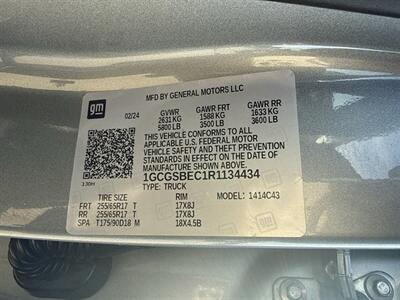 gm
MFD BY GENERAL MOTORS LLC
02/24 GVWR GAWR FRT GAWR RR
2631 KG 1588 KG 1633 KG
5800 LB 3500 LB 3600 LB
THIS VEHICLE CONFORMS TO ALL
APPLICABLE U.S. FEDERAL MOTOR
VEHICLE SAFETY AND THEFT PREVENTION
STANDARDS IN EFFECT ON THE DATE OF
MANUFACTURE SHOWN ABOVE.
1GCGSBEC1R1134434
130H
TYPE: TRUCK MODEL: 1414C43
TIRE SIZE RIM
FRT 255/65R17 T 17X8J
RR 255/65R17 T 17X8J
SPA T175/90D18 M 18X4.5B